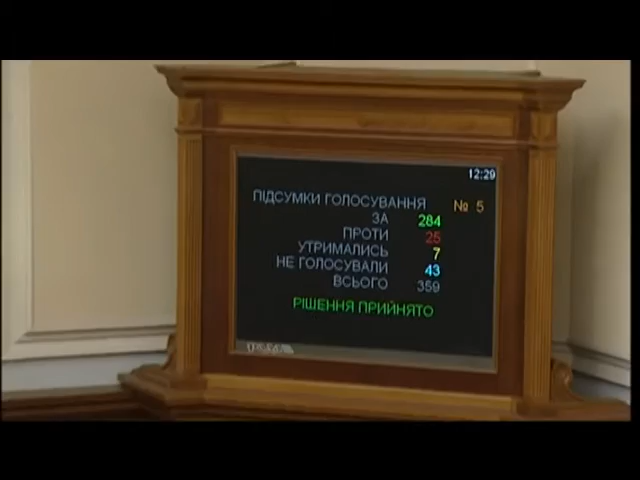 12:29
ПІДСУМКИ ГОЛОСУВАННЯ № 5
ЗА 284
ПРОТИ 25
УТРИМАЛИСЬ 7
НЕ ГОЛОСУВАЛИ 43
ВСЬОГО 359
РІШЕННЯ ПРИЙНЯТО